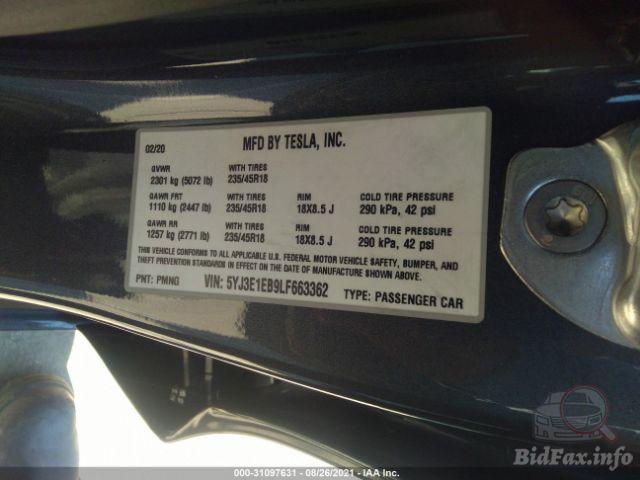 02/20 MFD BY TESLA, INC.
GVWR WITH TIRES
2301 kg (5072 lb) 235/45R18
GAWR FRT WITH TIRES RIM COLD TIRE PRESSURE
1110 kg (2447 lb) 235/45R18 18X8.5 J 290 kPa, 42 psi
GAWR RR WITH TIRES RIM COLD TIRE PRESSURE
1257 kg (2771 lb) 235/45R18 18X8.5 J 290 kPa, 42 psi
THIS VEHICLE CONFORMS TO ALL APPLICABLE U.S. FEDERAL MOTOR VEHICLE SAFETY, BUMPER, AND
THEFT PREVENTION STANDARDS IN EFFECT ON THE DATE OF MANUFACTURE SHOWN ABOVE.
PNT: PMNG VIN: 5YJ3E1EB9LF663362 TYPE: PASSENGER CAR
BidFax.info
000-31097631 - 08/26/2021 - IAA Inc.